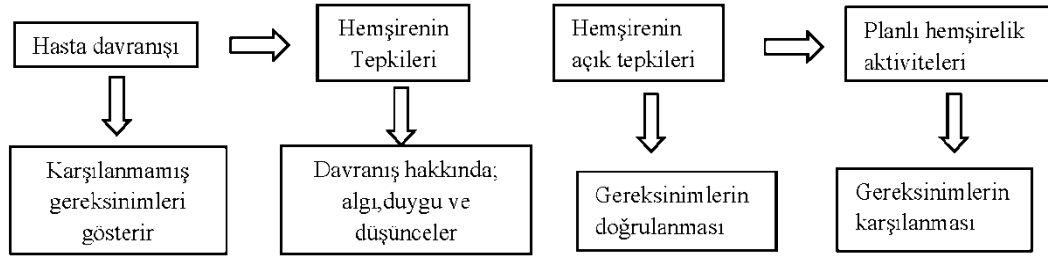 Hasta davranışı
Hemşirenin
Tepkileri
Hemşirenin
açık tepkileri
Planlı hemşirelik
aktiviteleri
Karşılanmamış
gereksinimleri
gösterir
Davranış hakkında;
algı,duygu ve
düşünceler
Gereksinimlerin
doğrulanması
Gereksinimlerin
karşılanması